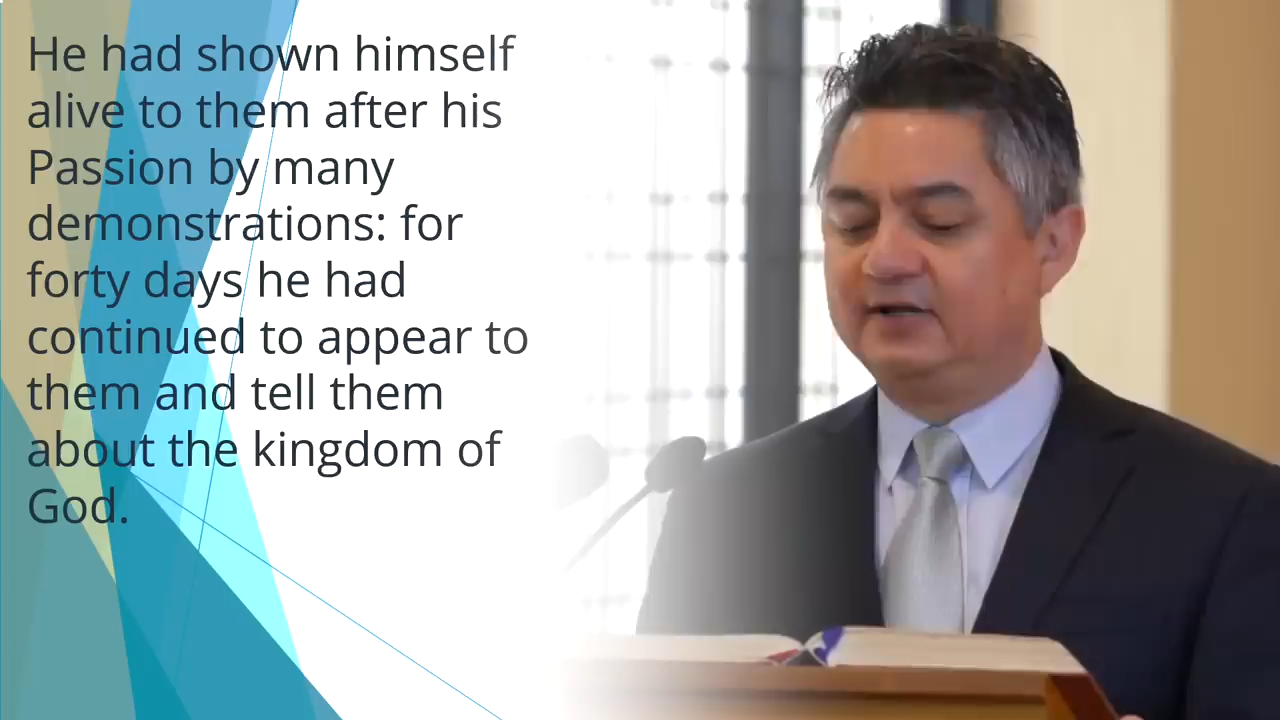 He had shown himself
alive to them after his
Passion by many
demonstrations: for
forty days he had
continued to appear to
them and tell them
about the kingdom of
God.